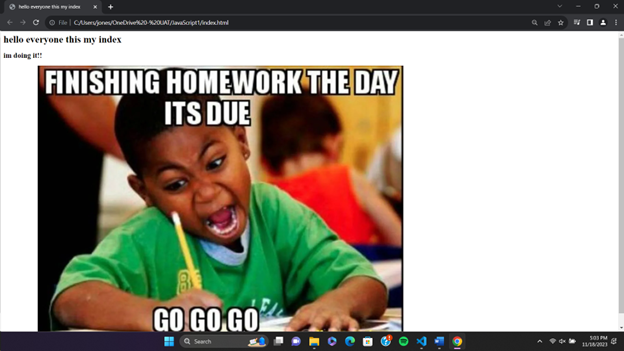 hello everyone this my index
File
C:/Users/jones/OneDrive%20-%20UAT/JavaScript1/index.html
hello everyone this my index
im doing it!!
FINISHING HOMEWORK THE DAY
ITS DUE
GO GO GO
Search
5:03 PM
11/18/2023